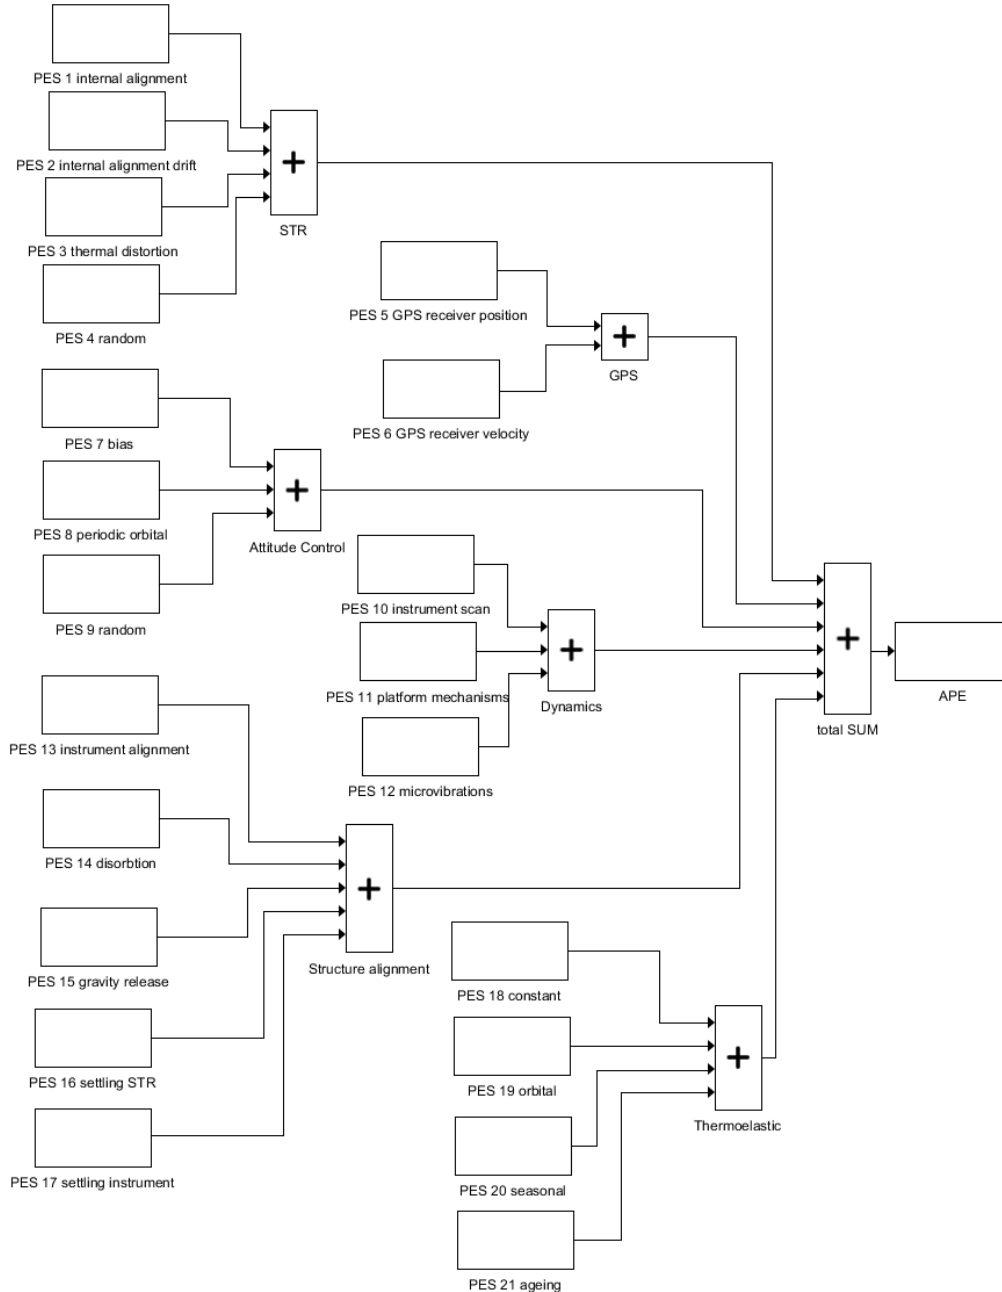 PES 1 internal alignment
PES 2 internal alignment drift
PES 3 thermal distortion
STR
PES 4 random
PES 5 GPS receiver position
GPS
PES 6 GPS receiver velocity
PES 7 bias
PES 8 periodic orbital
Attitude Control
PES 9 random
PES 10 instrument scan
PES 11 platform mechanisms
Dynamics
PES 12 microvibrations
total SUM
APE
PES 13 instrument alignment
PES 14 disorbtion
PES 15 gravity release
Structure alignment
PES 16 settling STR
PES 17 settling instrument
PES 18 constant
PES 19 orbital
Thermoelastic
PES 20 seasonal
PES 21 ageing